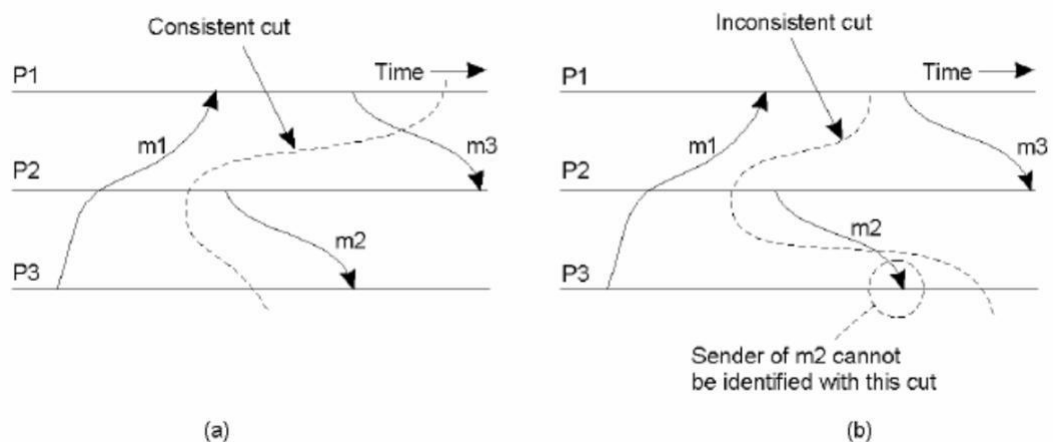 Consistent cut
P1
Time
m1
m3
P2
m2
P3
(a)
Inconsistent cut
P1
Time
m1
m3
P2
m2
P3
Sender of m2 cannot
be identified with this cut
(b)